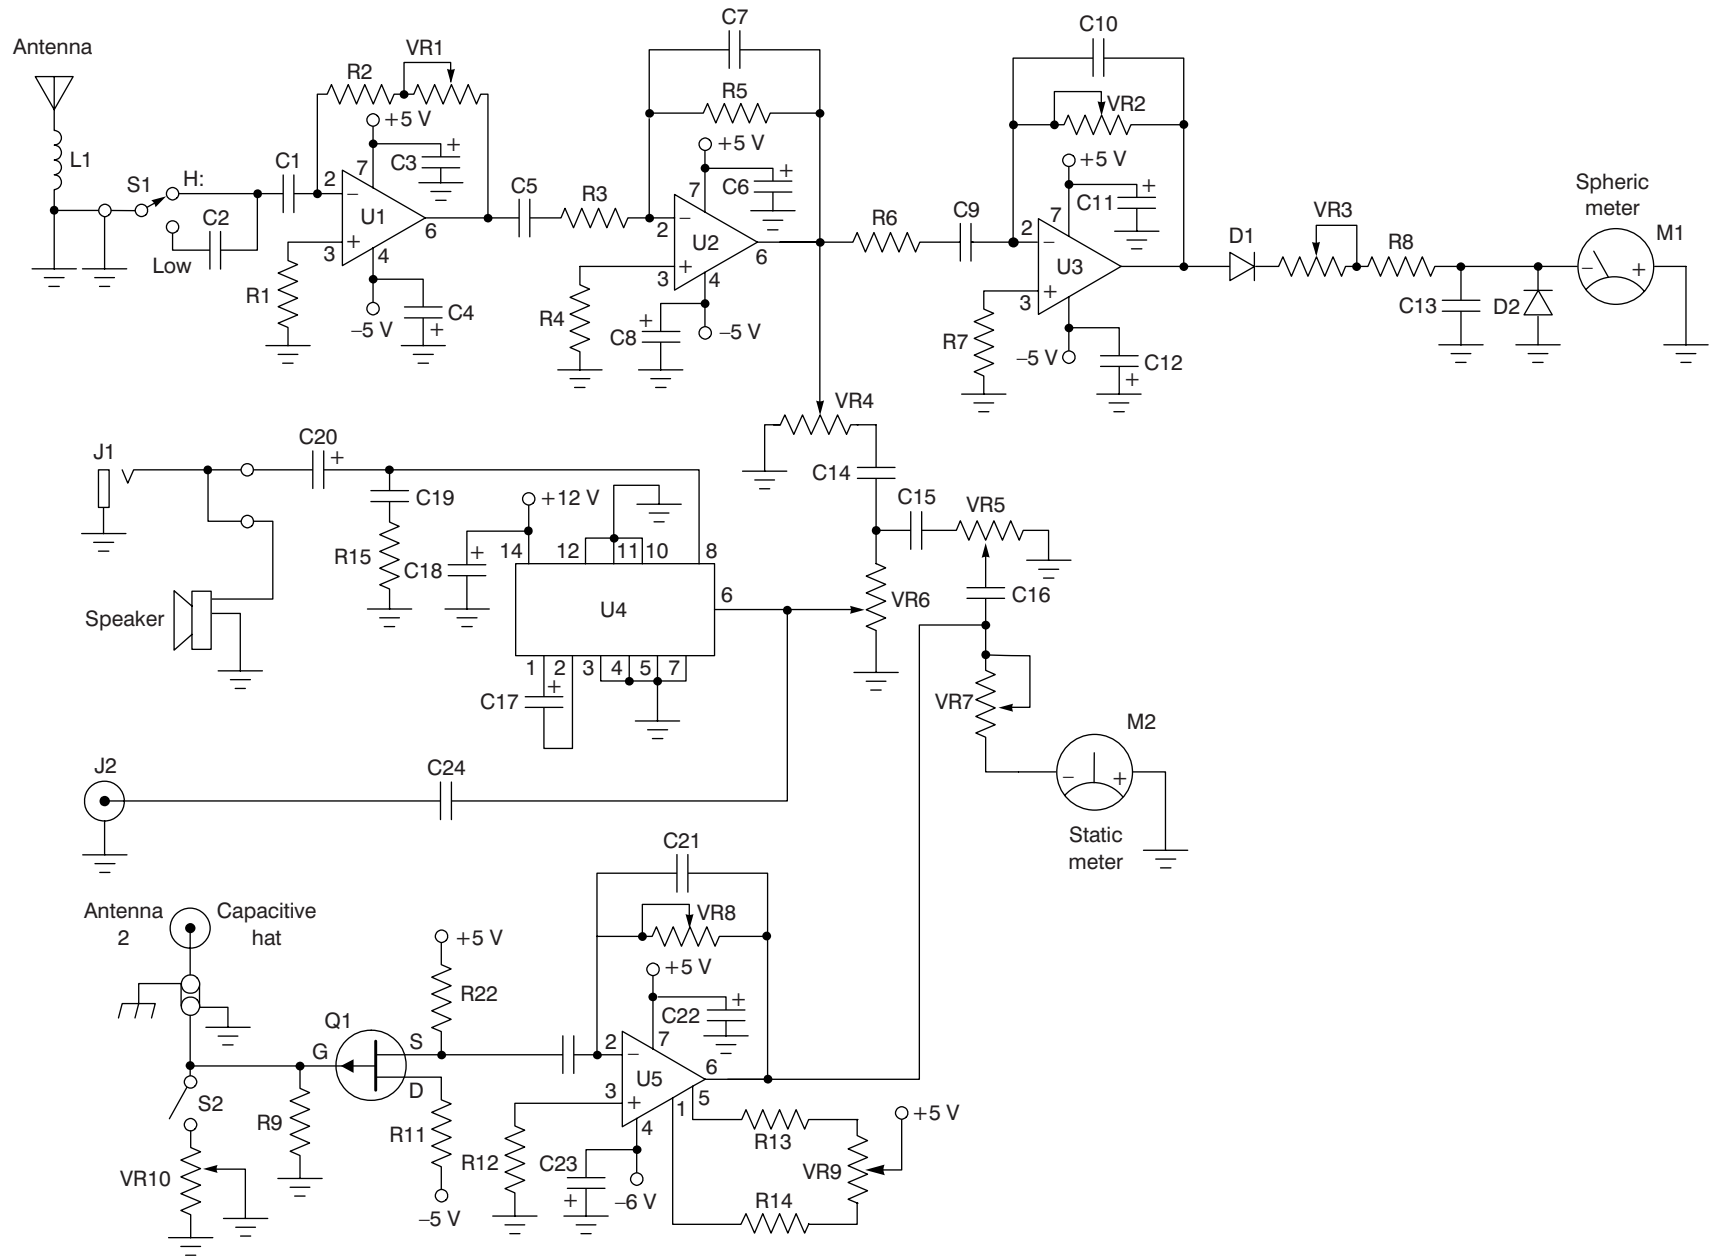 Antenna
L1
S1
H:
C2
Low
C1
R2
VR1
+5 V
C3
2
7
−
U1
6
+
3
4
R1
−5 V
C4
+
+
C5
R3
C7
R5
+5 V
+
C6
7
−
2
U2
6
+
3
4
R4
+
C8
−5 V
R6
C9
C10
VR2
+5 V
+
C11
7
2
−
U3
+
3
R7
−5 V
C12
+
D1
VR3
R8
C13
D2
Spheric
meter
M1
−
+
J1
C20
+
C19
R15
Speaker
+12 V
+
C18
14
12
11
10
8
U4
6
1
2
3
4
5
7
+
C17
VR4
C14
C15
VR5
C16
VR6
VR7
M2
−
+
Static
meter
J2
C24
Antenna
2
Capacitive
hat
S2
VR10
R9
Q1
G
S
D
+5 V
R22
R11
−5 V
C21
VR8
+5 V
+
C22
7
2
−
U5
6
3
+
1
5
4
R12
C23
+
−6 V
R13
R14
VR9
+5 V